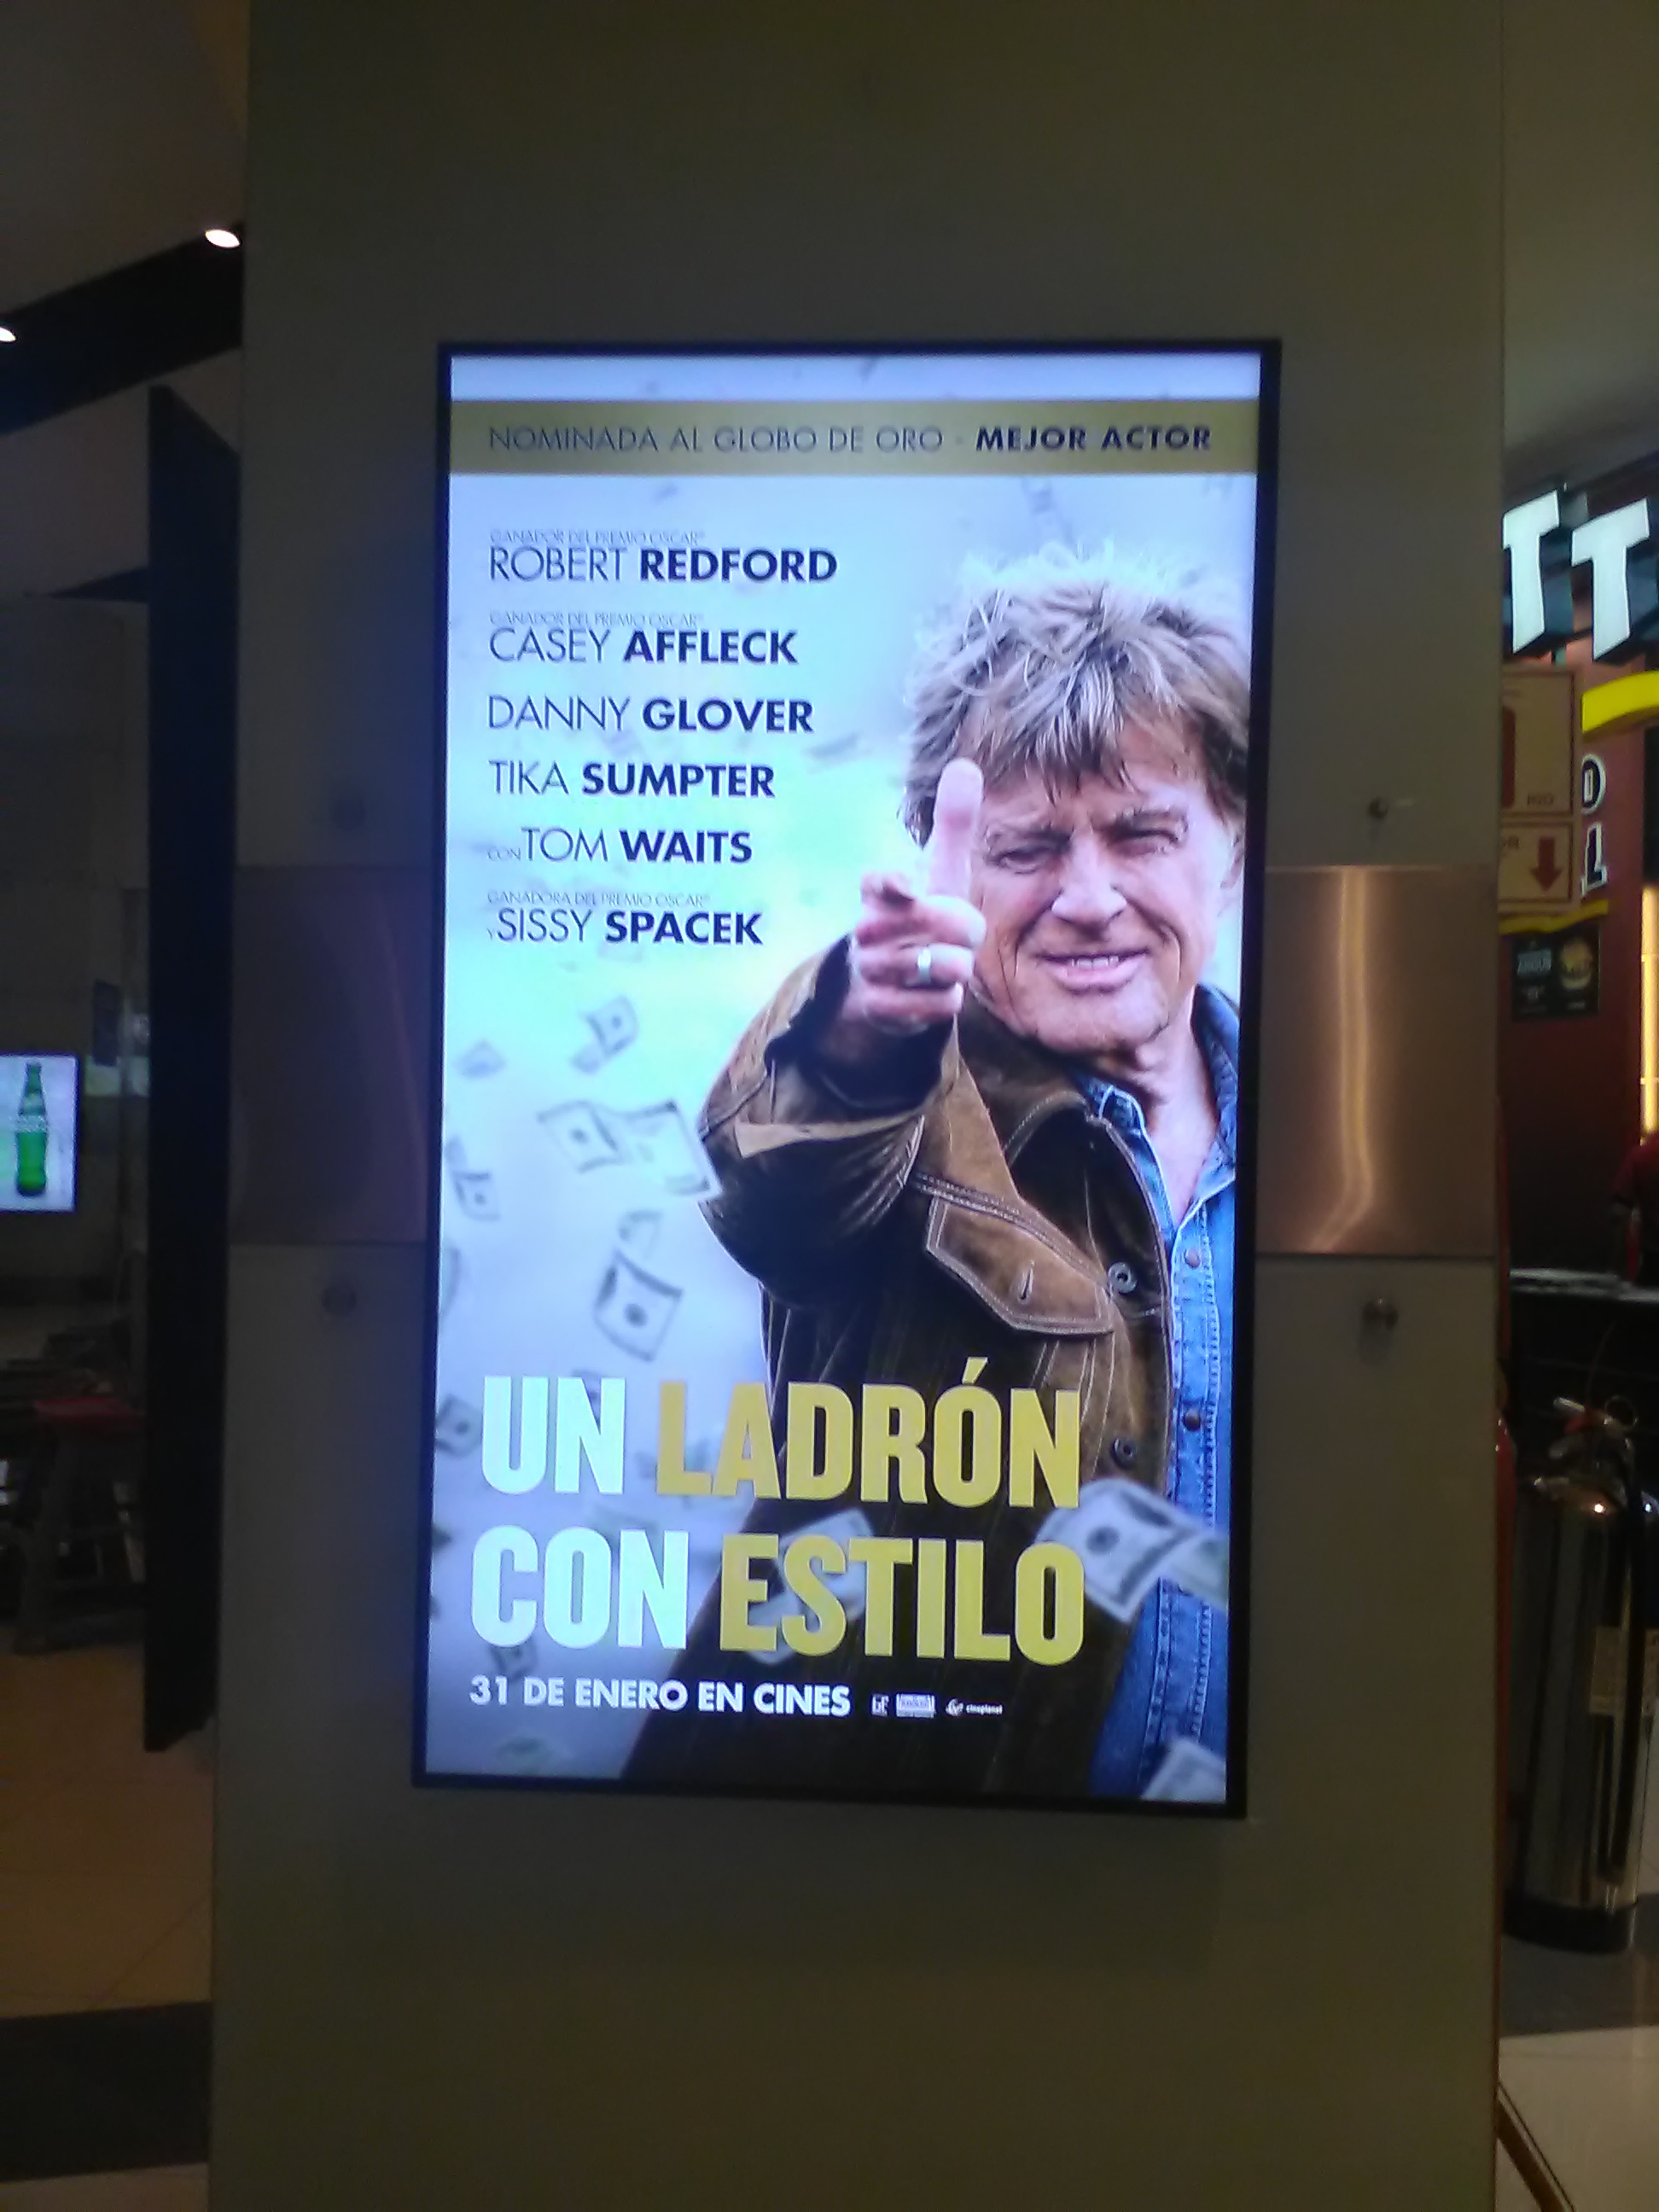 NOMINADA AL GLOBO DE ORO - MEJOR ACTOR
GANADOR DEL PREMIO OSCAR®
ROBERT REDFORD
GANADOR DEL PREMIO OSCAR®
CASEY AFFLECK
DANNY GLOVER
TIKA SUMPTER
CON TOM WAITS
GANADORA DEL PREMIO OSCAR®
Y SISSY SPACEK
UN LADRÓN
CON ESTILO
31 DE ENERO EN CINES
cineplanet
TT